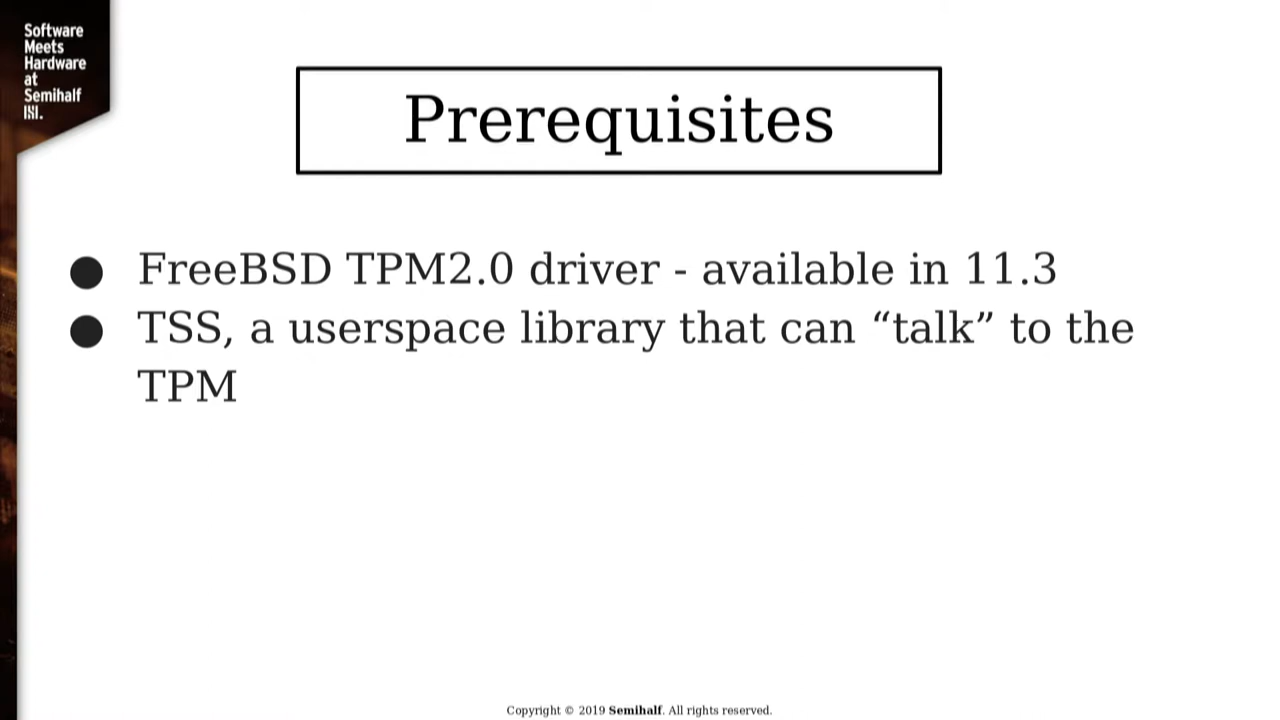 Software
Meets
Hardware
at
Semihalf
Prerequisites
● FreeBSD TPM2.0 driver - available in 11.3
● TSS, a userspace library that can “talk” to the
TPM
Copyright © 2019 Semihalf. All rights reserved.